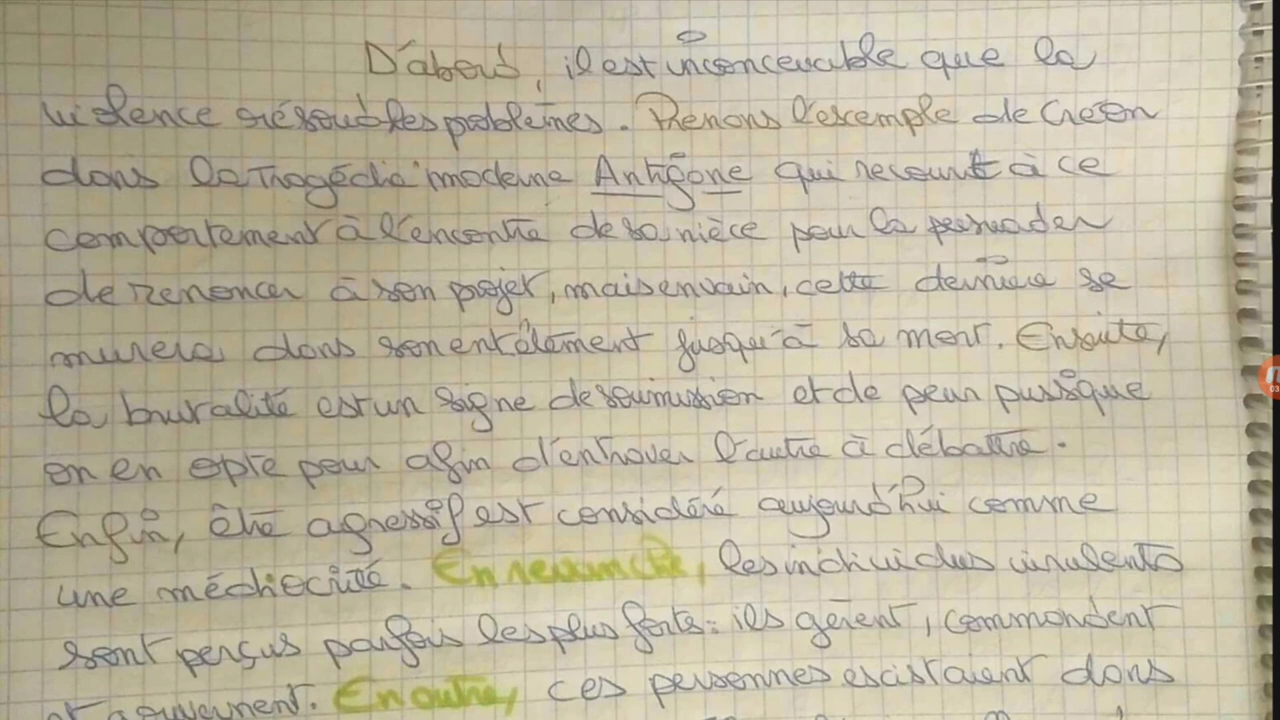 D'abord, il est inconcevable que la
violence résoud les problèmes. Prenons l'exemple de Créon
dans la tragédie moderne Antigone qui recourt à ce
comportement à l'encontre de sa nièce pour la persuader
de renoncer à son projet, mais en vain, cette dernière se
murera dans son entêlement jusqu'à sa mort. Ensuite,
la brutalité est un signe de soumission et de peur puisque
on en opte pour afin d'entraver l'autre à débattre.
Enfin, être agressif est considéré aujourd'hui comme
une médiocrité. En revanche, les individus virulents
sont perçus parfois les plus forts : ils gèrent, commandent
et gouvernent. En outre, ces personnes existaient dans